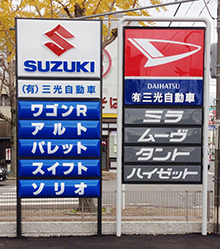 SUZUKI
(有)三光自動車
ワゴンR
アルト
パレット
スイフト
ソリオ
DAIHATSU
(有)三光自動車
ミラ
ムーヴ
タント
ハイゼット